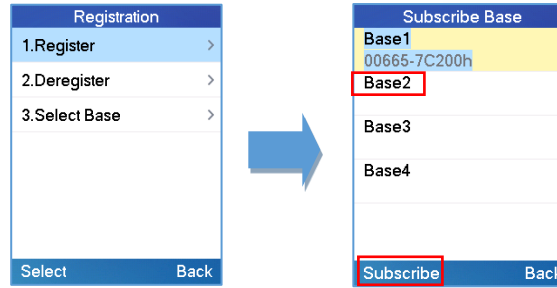 Registration
1.Register
2.Deregister
3.Select Base
Select Back
Subscribe Base
Base1
00665-7C200h
Base2
Base3
Base4
Subscribe Back